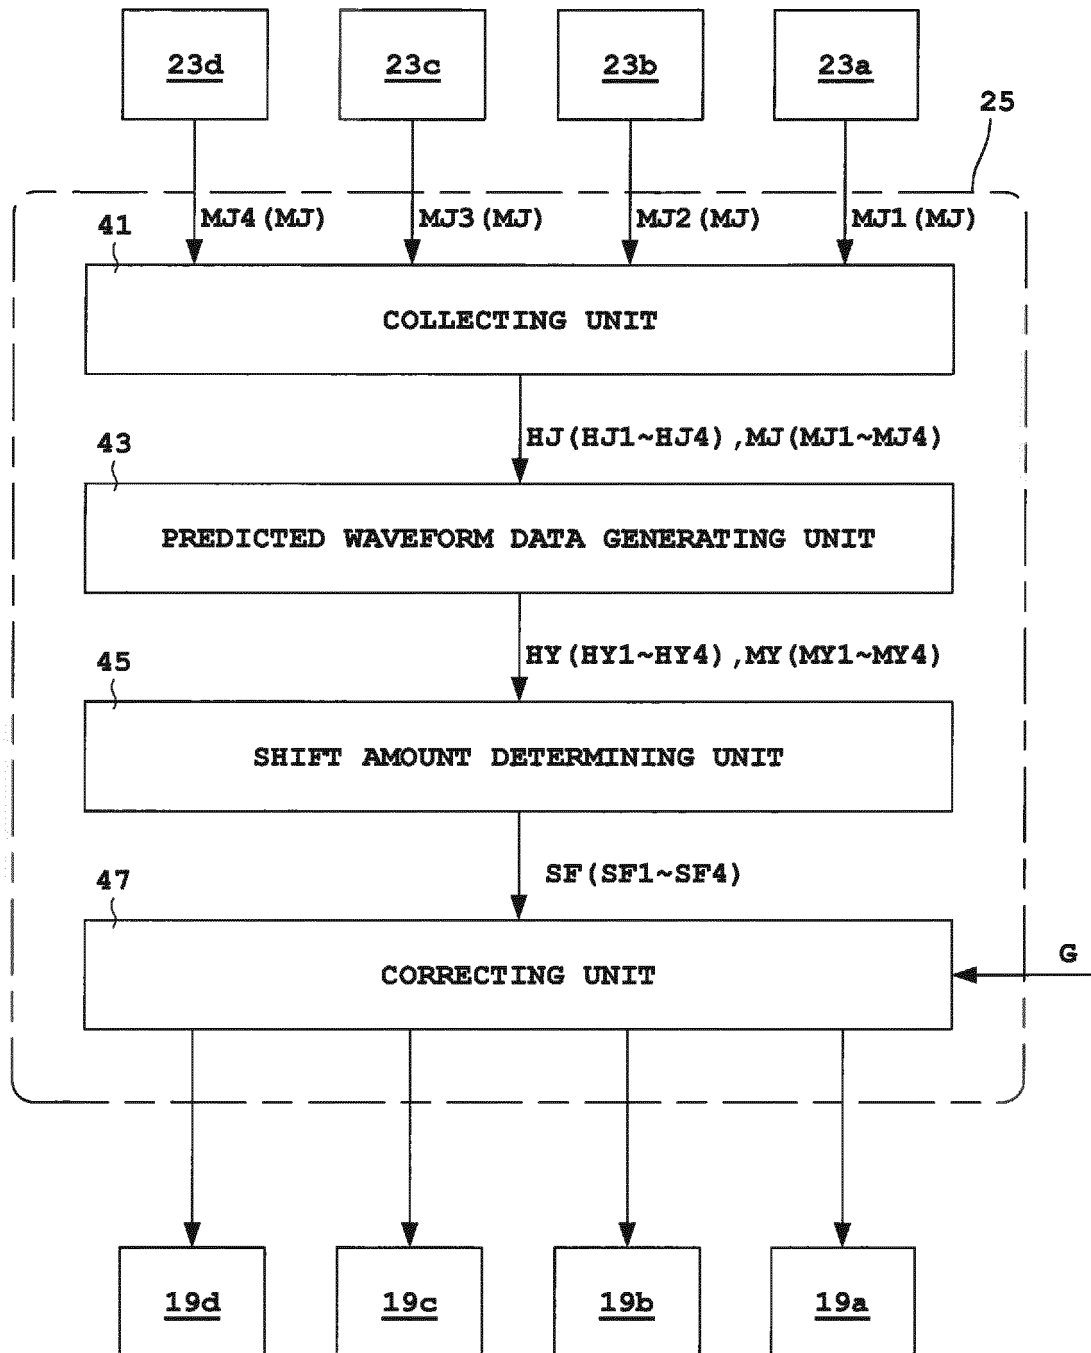 23d 23c 23b 23a
25
MJ4(MJ) MJ3(MJ) MJ2(MJ) MJ1(MJ)
41
COLLECTING UNIT
HJ(HJ1~HJ4),MJ(MJ1~MJ4)
43
PREDICTED WAVEFORM DATA GENERATING UNIT
HY(HY1~HY4),MY(MY1~MY4)
45
SHIFT AMOUNT DETERMINING UNIT
SF(SF1~SF4)
47
G
CORRECTING UNIT
19d 19c 19b 19a